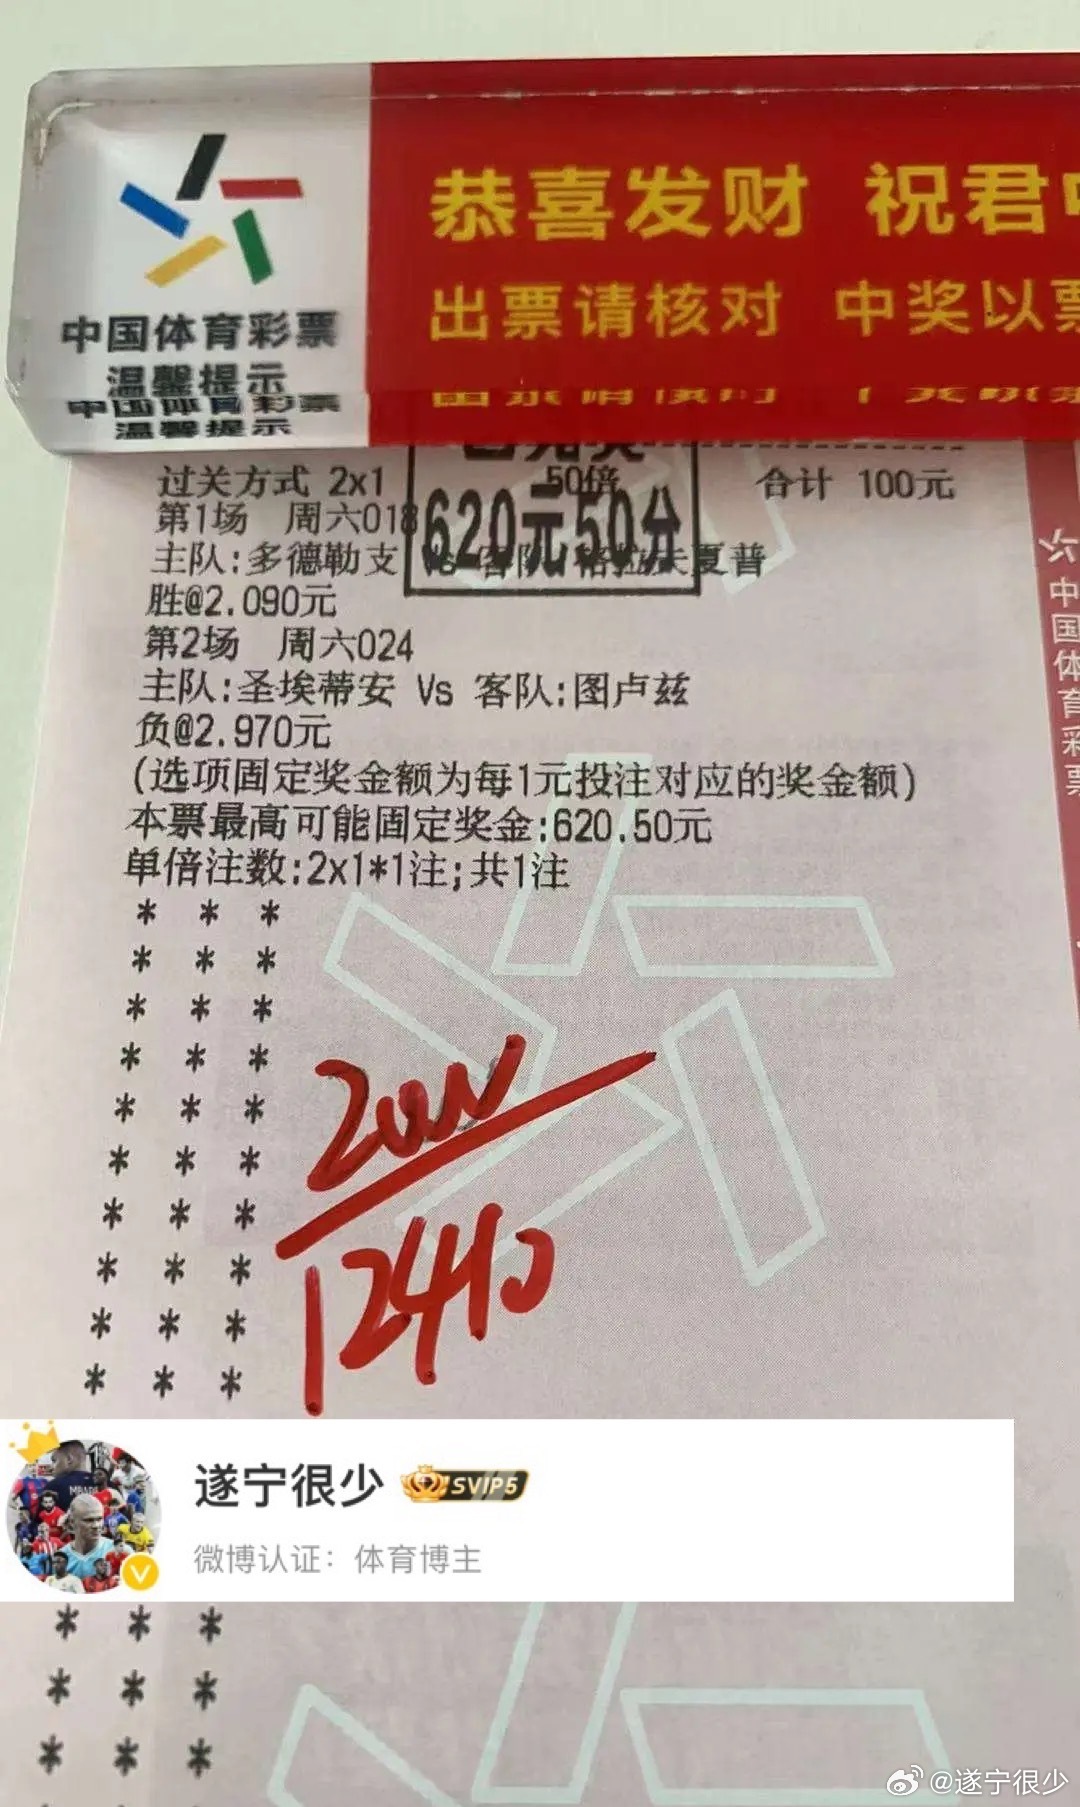 中国体育彩票
温馨提示
恭喜发财 祝君
出票请核对 中奖以票
过关方式 2x1 50倍 合计 100元
620元50分
第1场 周六018
主队:多德勒支 Vs 客队:格拉夫夏普
胜@2.090元
第2场 周六024
主队:圣埃蒂安 Vs 客队:图卢兹
负@2.970元
(选项固定奖金额为每1元投注对应的奖金额)
本票最高可能固定奖金:620.50元
单倍注数:2x1*1注;共1注
* * *
* * *
* * *
* * *
* * *
* * *
* * *
* * *
* * *
* * *
12410
遂宁很少 SVIP5
微博认证：体育博主
* * *
* * *
* * *
中国体育彩票
@遂宁很少